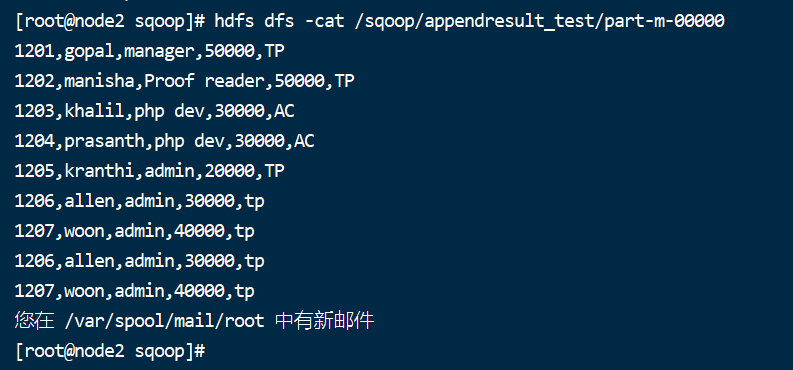 [root@node2 sqoop]# hdfs dfs -cat /sqoop/appendresult_test/part-m-00000
1201,gopal,manager,50000,TP
1202,manisha,Proof reader,50000,TP
1203,khalil,php dev,30000,AC
1204,prasanth,php dev,30000,AC
1205,kranthi,admin,20000,TP
1206,allen,admin,30000,tp
1207,woon,admin,40000,tp
1206,allen,admin,30000,tp
1207,woon,admin,40000,tp
您在 /var/spool/mail/root 中有新邮件
[root@node2 sqoop]#